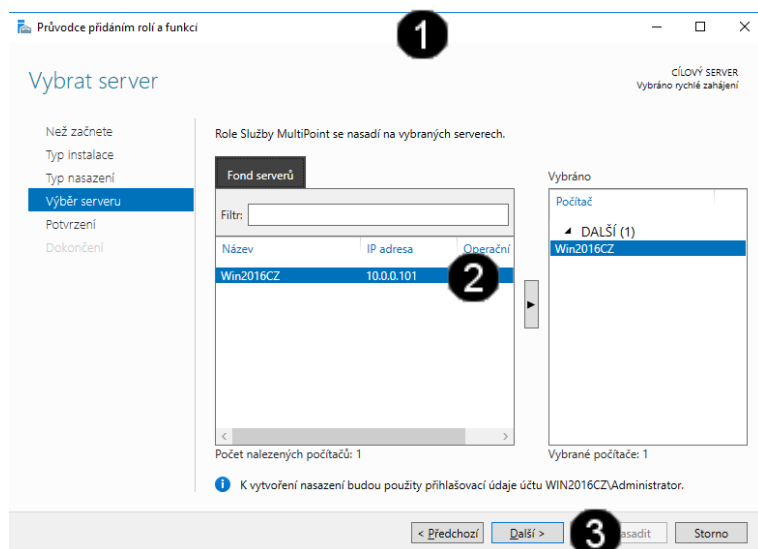 Průvodce přidáním rolí a funkcí
1
Vybrat server
CÍLOVÝ SERVER
Vybráno rychlé zahájení
Než začnete
Typ instalace
Typ nasazení
Výběr serveru
Potvrzení
Dokončení
Role Služby MultiPoint se nasadí na vybraných serverech.
Fond serverů
Filtr:
Název IP adresa Operační
Win2016CZ 10.0.0.101
2
Počet nalezených počítačů: 1
Vybráno
Počítač
DALŠÍ (1)
Win2016CZ
Vybrané počítače: 1
K vytvoření nasazení budou použity přihlašovací údaje účtu WIN2016CZ\Administrator.
< Předchozí Další > 3 Storno